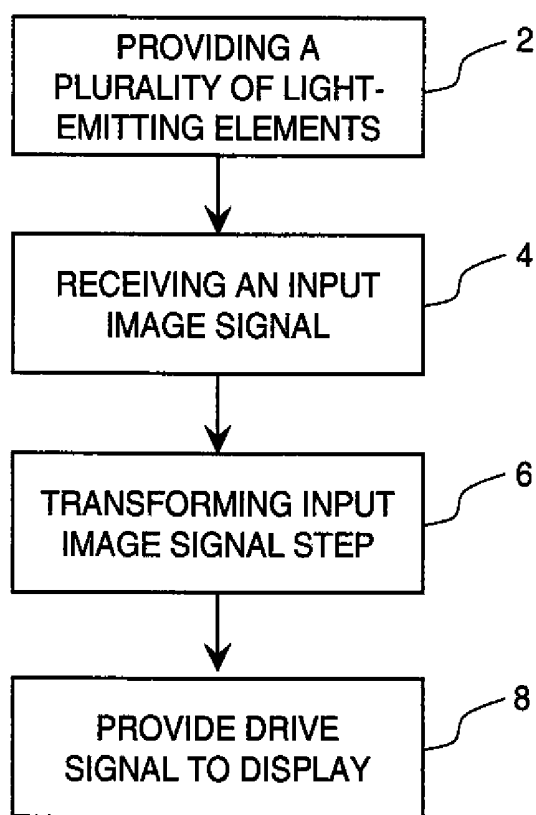 PROVIDING A
PLURALITY OF LIGHT-
EMITTING ELEMENTS
2
RECEIVING AN INPUT
IMAGE SIGNAL
4
TRANSFORMING INPUT
IMAGE SIGNAL STEP
6
PROVIDE DRIVE
SIGNAL TO DISPLAY
8